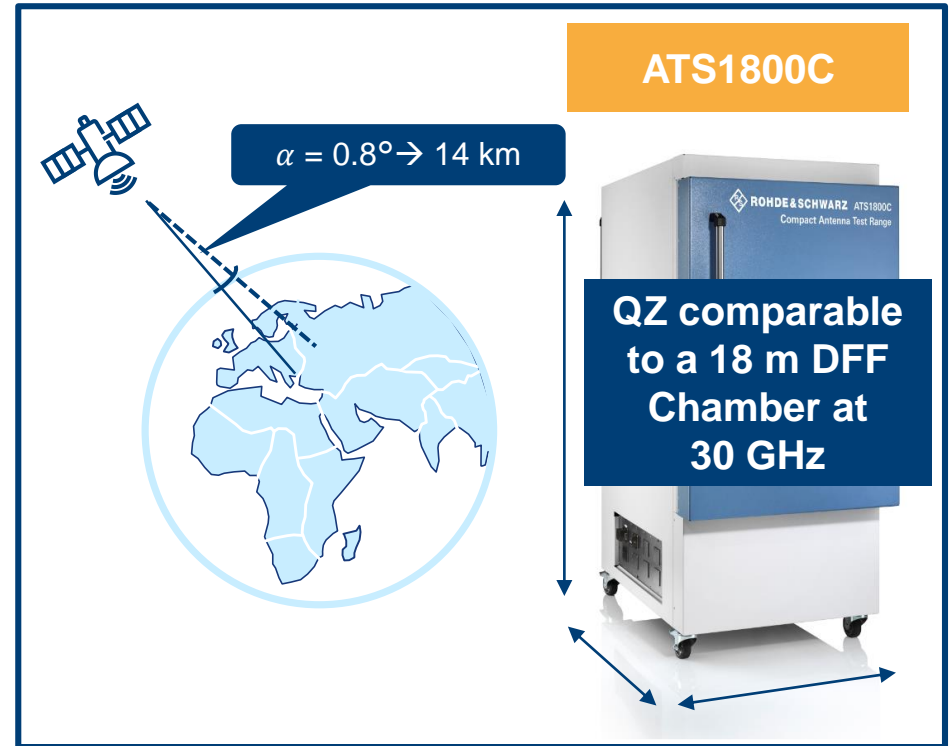 ATS1800C
𝛼 = 0.8°→ 14 km
ROHDE&SCHWARZ ATS1800C
Compact Antenna Test Range
QZ comparable
to a 18 m DFF
Chamber at
30 GHz